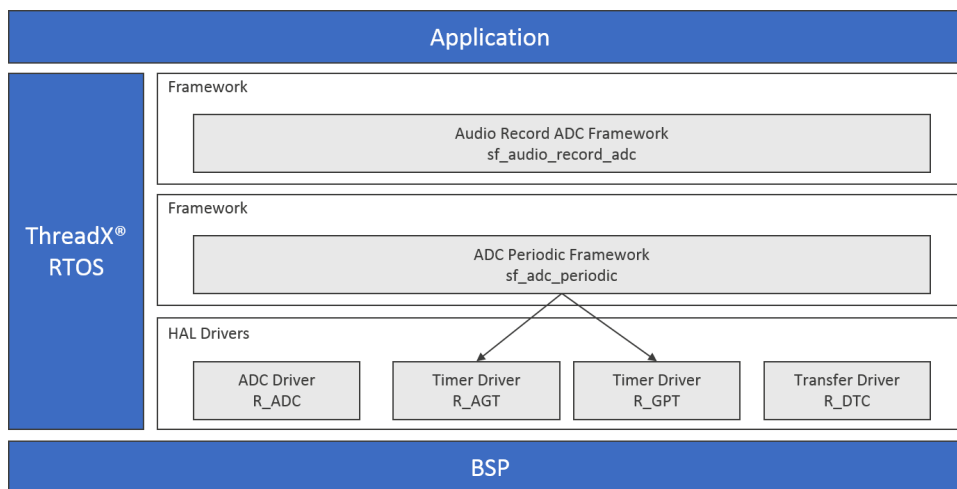 Application
ThreadX®
RTOS
Framework
Audio Record ADC Framework
sf_audio_record_adc
Framework
ADC Periodic Framework
sf_adc_periodic
HAL Drivers
ADC Driver
R_ADC
Timer Driver
R_AGT
Timer Driver
R_GPT
Transfer Driver
R_DTC
BSP